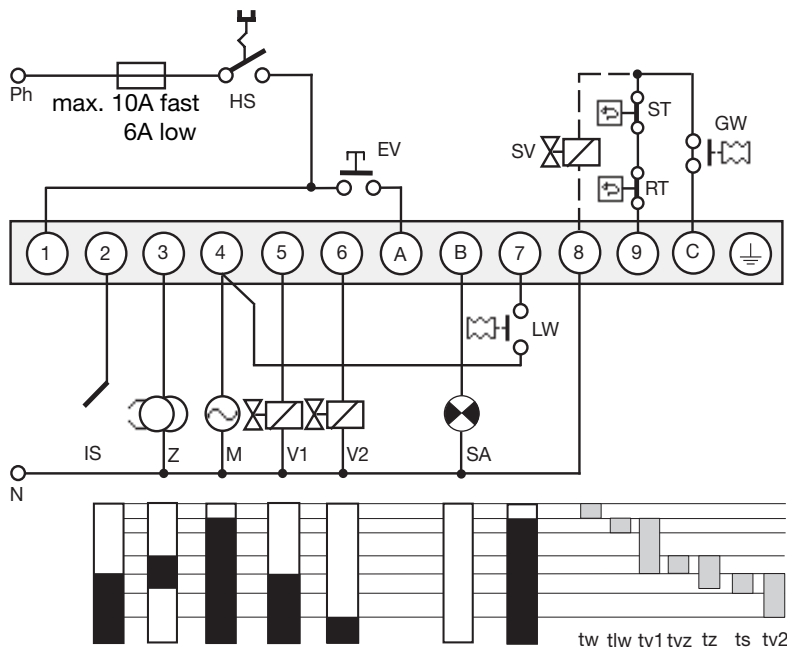 Ph
max. 10A fast
6A low
HS
EV
SV
ST
RT
GW
1 2 3 4 5 6 A B 7 8 9 C
LW
IS Z M V1 V2 SA
N
tw tlw tv1 tvz tz ts tv2